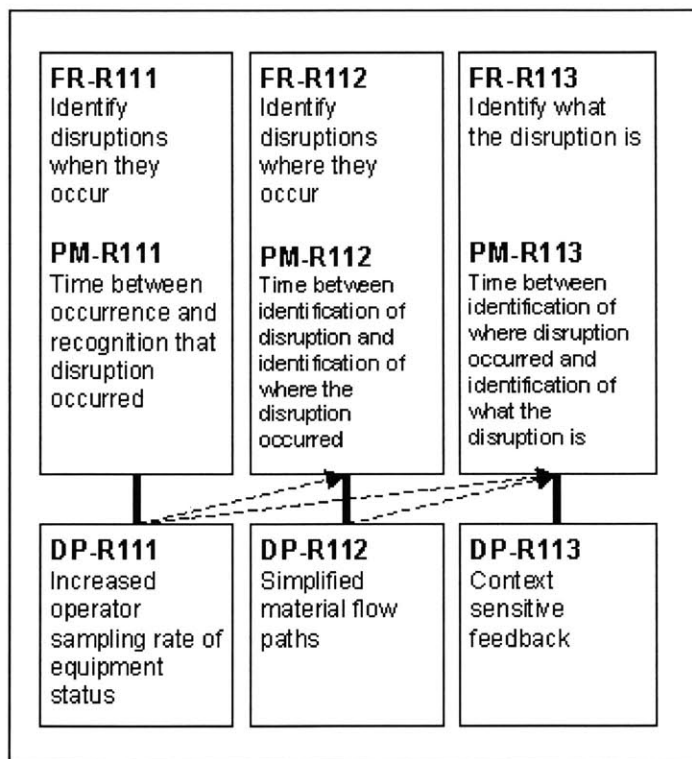 FR-R111
Identify
disruptions
when they
occur
PM-R111
Time between
occurrence and
recognition that
disruption
occurred
FR-R112
Identify
disruptions
where they
occur
PM-R112
Time between
identification of
disruption and
identification of
where the
disruption
occurred
FR-R113
Identify what
the disruption is
PM-R113
Time between
identification of
where disruption
occurred and
identification of
what the
disruption is
DP-R111
Increased
operator
sampling rate of
equipment
status
DP-R112
Simplified
material flow
paths
DP-R113
Context
sensitive
feedback